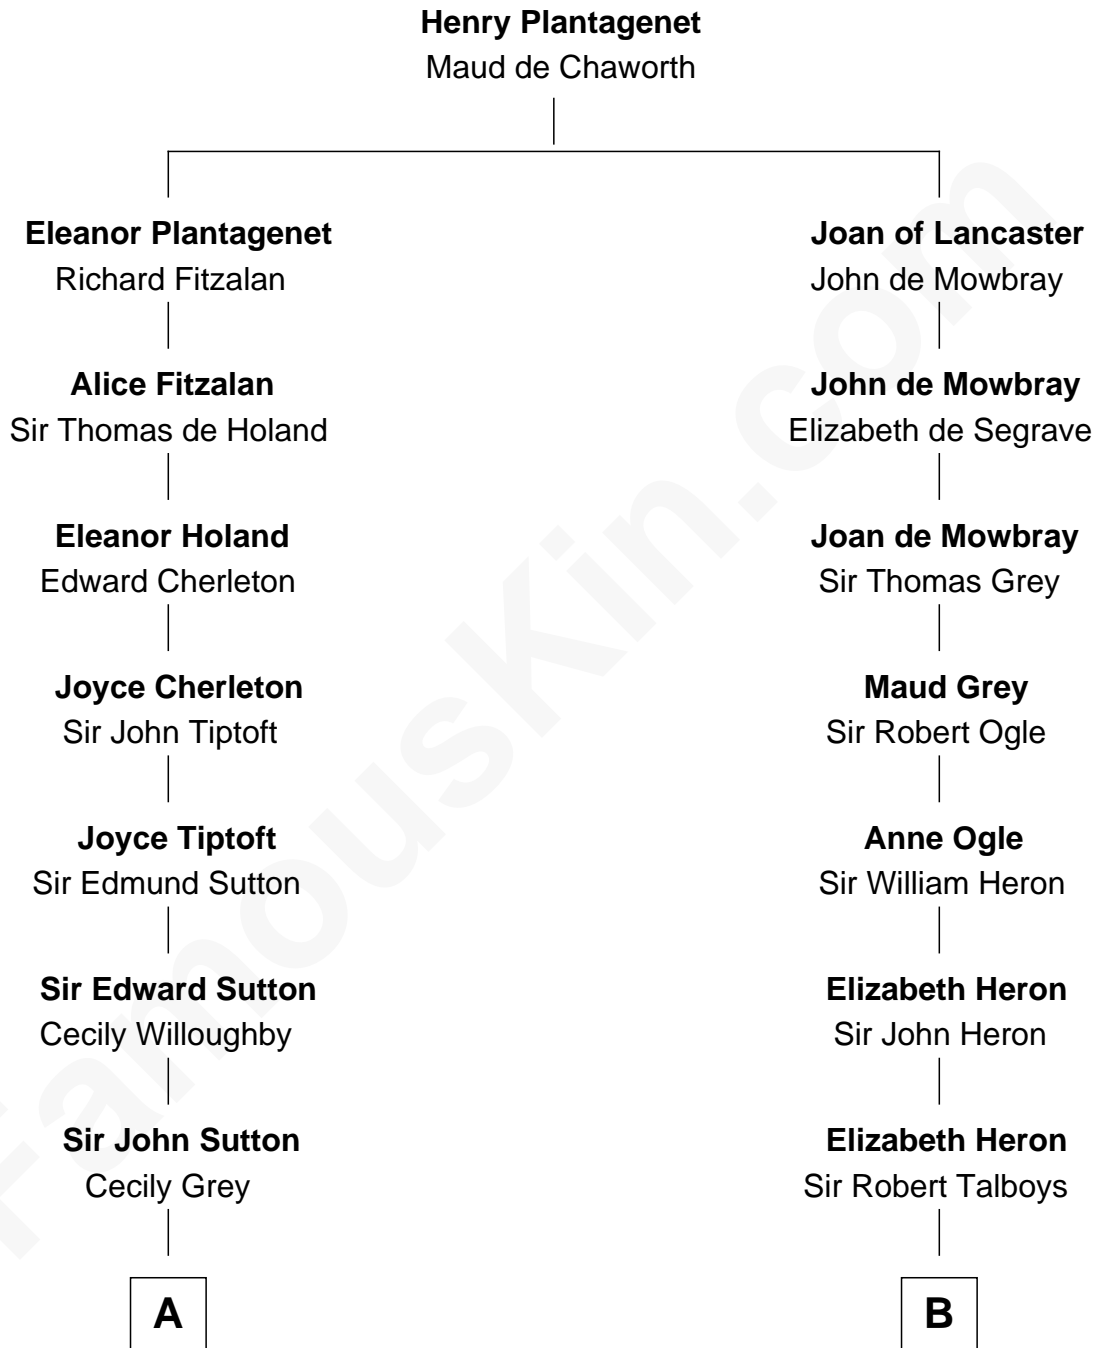 Henry Plantagenet
Maud de Chaworth
Eleanor Plantagenet
Richard Fitzalan
Joan of Lancaster
John de Mowbray
Alice Fitzalan
Sir Thomas de Holand
John de Mowbray
Elizabeth de Segrave
Eleanor Holand
Edward Cherleton
Joan de Mowbray
Sir Thomas Grey
Joyce Cherleton
Sir John Tiptoft
Maud Grey
Sir Robert Ogle
Joyce Tiptoft
Sir Edmund Sutton
Anne Ogle
Sir William Heron
Sir Edward Sutton
Cecily Willoughby
Elizabeth Heron
Sir John Heron
Sir John Sutton
Cecily Grey
Elizabeth Heron
Sir Robert Talboys
A
B
FamousKin.com